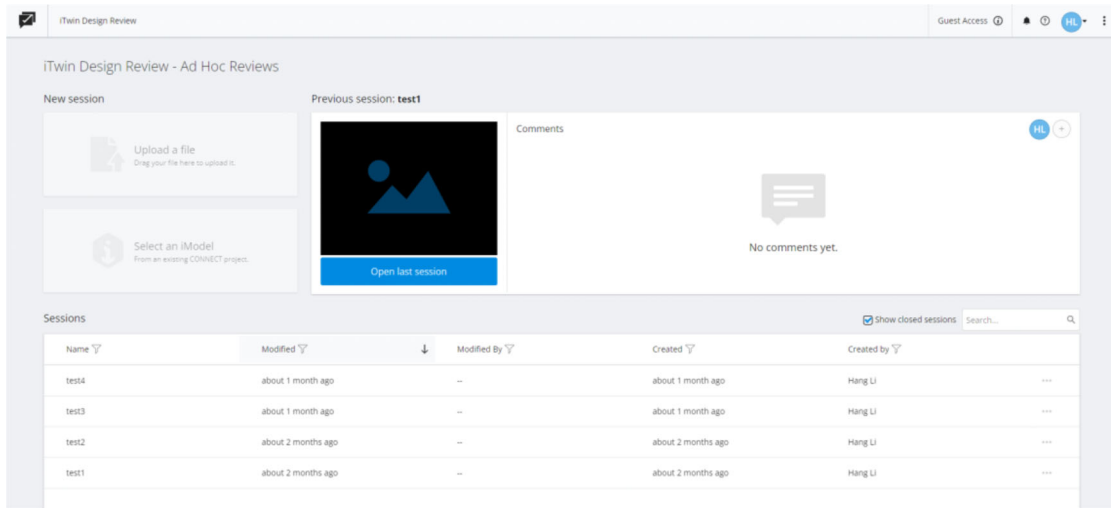 iTwin Design Review
Guest Access
HL
iTwin Design Review - Ad Hoc Reviews
New session
Previous session: test1
Upload a file
Drag your file here to upload it.
Select an iModel
From an existing CONNECT project.
Open last session
Comments
HL
No comments yet.
Sessions
Show closed sessions Search...
Name Modified Modified By Created Created by
test4 about 1 month ago -- about 1 month ago Hang Li ...
test3 about 1 month ago -- about 1 month ago Hang Li ...
test2 about 2 months ago -- about 2 months ago Hang Li ...
test1 about 2 months ago -- about 2 months ago Hang Li ...